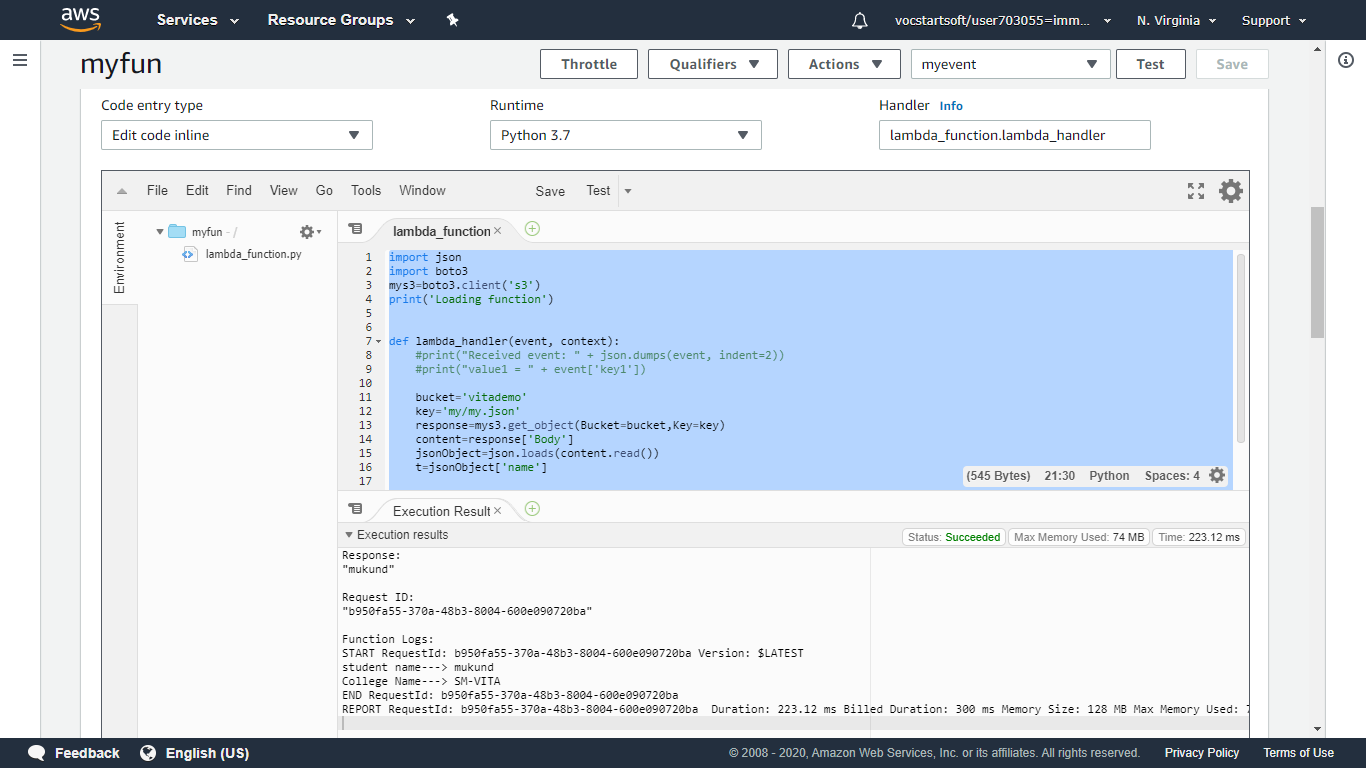 aws Services Resource Groups vocstartsoft/user703055=imm... N. Virginia Support
myfun Throttle Qualifiers Actions myevent Test Save
Code entry type Runtime Handler Info
Edit code inline Python 3.7 lambda_function.lambda_handler
File Edit Find View Go Tools Window Save Test
Environment
myfun - /
lambda_function.py
lambda_function ×
1 import json
2 import boto3
3 mys3=boto3.client('s3')
4 print('Loading function')
5
6
7 def lambda_handler(event, context):
8 #print("Received event: " + json.dumps(event, indent=2))
9 #print("value1 = " + event['key1'])
10
11 bucket='vitademo'
12 key='my/my.json'
13 response=mys3.get_object(Bucket=bucket,Key=key)
14 content=response['Body']
15 jsonObject=json.loads(content.read())
16 t=jsonObject['name']
17
(545 Bytes) 21:30 Python Spaces: 4
Execution Result ×
Execution results Status: Succeeded Max Memory Used: 74 MB Time: 223.12 ms
Response:
"mukund"
Request ID:
"b950fa55-370a-48b3-8004-600e090720ba"
Function Logs:
START RequestId: b950fa55-370a-48b3-8004-600e090720ba Version: $LATEST
student name---> mukund
College Name---> SM-VITA
END RequestId: b950fa55-370a-48b3-8004-600e090720ba
REPORT RequestId: b950fa55-370a-48b3-8004-600e090720ba Duration: 223.12 ms Billed Duration: 300 ms Memory Size: 128 MB Max Memory Used: 7
Feedback English (US) © 2008 - 2020, Amazon Web Services, Inc. or its affiliates. All rights reserved. Privacy Policy Terms of Use